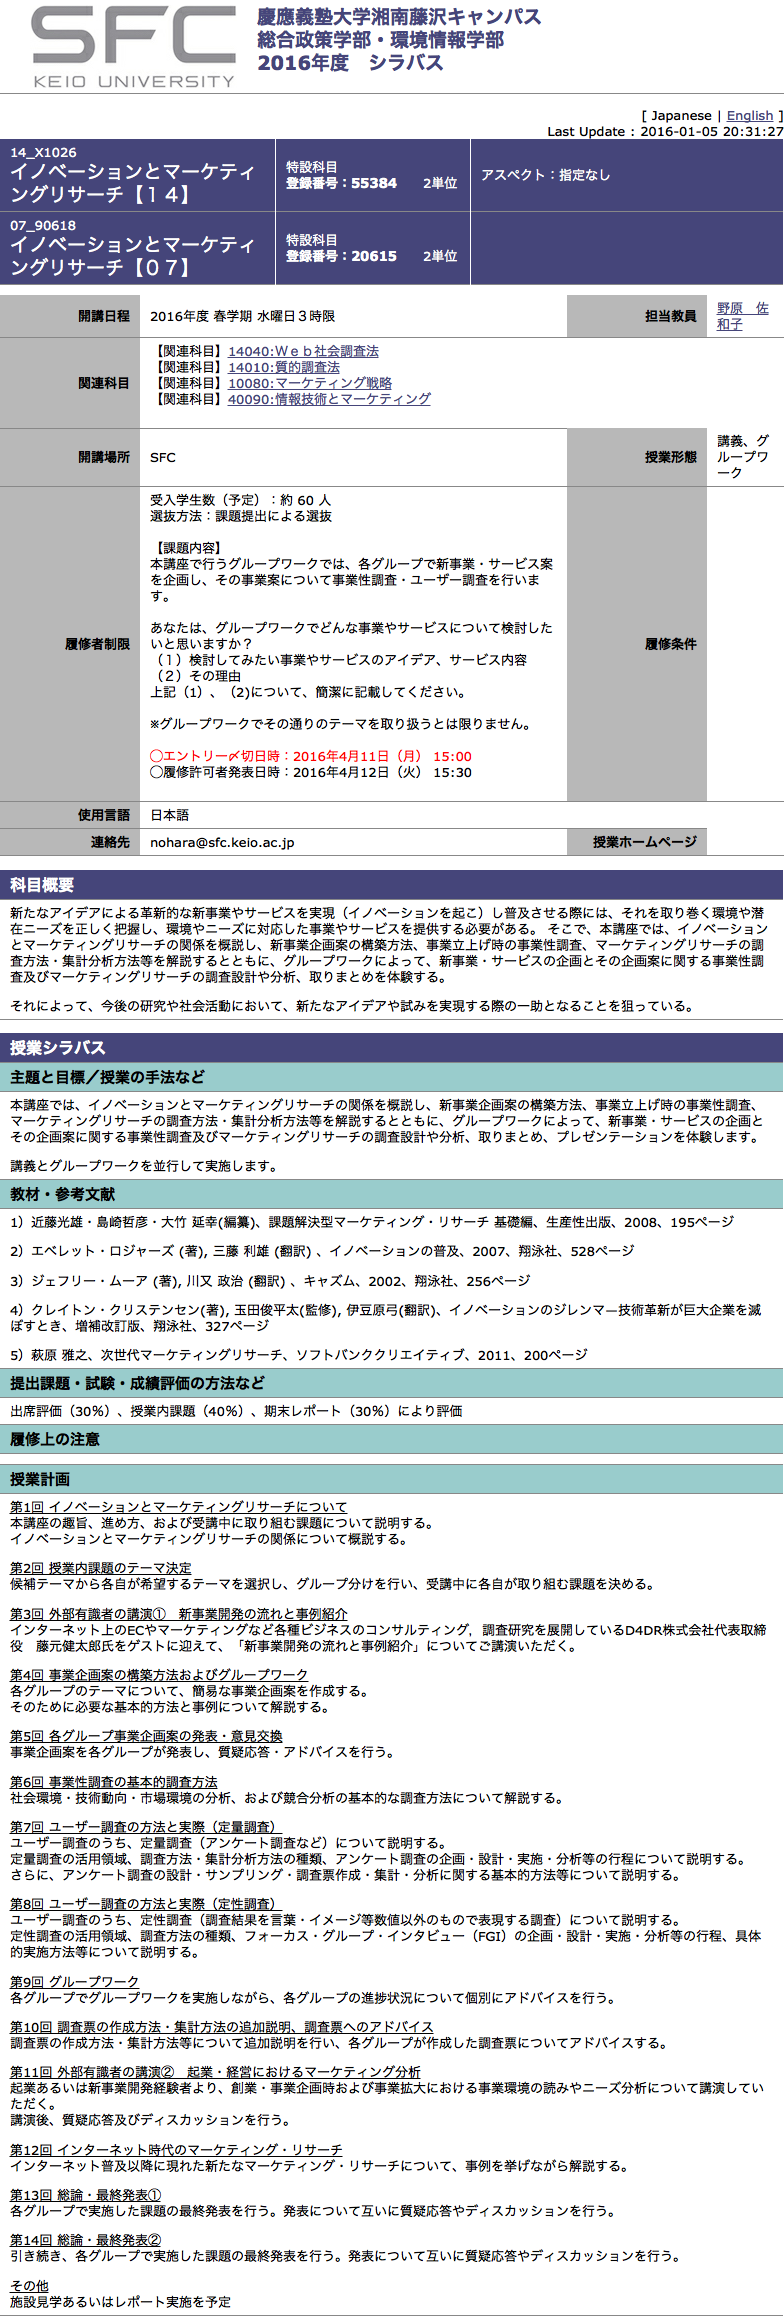 SFC
KEIO UNIVERSITY
慶應義塾大学湘南藤沢キャンパス
総合政策学部・環境情報学部
2016年度　シラバス
[ Japanese | English ]
Last Update : 2016-01-05 20:31:27
14_X1026
イノベーションとマーケティ
ングリサーチ【１４】
特設科目
登録番号：55384　2単位
アスペクト：指定なし
07_90618
イノベーションとマーケティ
ングリサーチ【０７】
特設科目
登録番号：20615　2単位
開講日程
2016年度 春学期 水曜日３時限
担当教員
野原　佐
和子
関連科目
【関連科目】14040:Ｗｅｂ社会調査法
【関連科目】14010:質的調査法
【関連科目】10080:マーケティング戦略
【関連科目】40090:情報技術とマーケティング
開講場所
SFC
授業形態
講義、グ
ループワ
ーク
履修者制限
受入学生数（予定）：約 60 人
選抜方法：課題提出による選抜
【課題内容】
本講座で行うグループワークでは、各グループで新事業・サービス案
を企画し、その事業案について事業性調査・ユーザー調査を行いま
す。
あなたは、グループワークでどんな事業やサービスについて検討した
いと思いますか？
（１）検討してみたい事業やサービスのアイデア、サービス内容
（２）その理由
上記（1）、（2)について、簡潔に記載してください。
※グループワークでその通りのテーマを取り扱うとは限りません。
◯エントリー〆切日時：2016年4月11日（月） 15:00
◯履修許可者発表日時：2016年4月12日（火） 15:30
履修条件
使用言語
日本語
連絡先
nohara@sfc.keio.ac.jp
授業ホームページ
科目概要
新たなアイデアによる革新的な新事業やサービスを実現（イノベーションを起こ）し普及させる際には、それを取り巻く環境や潜
在ニーズを正しく把握し、環境やニーズに対応した事業やサービスを提供する必要がある。 そこで、本講座では、イノベーション
とマーケティングリサーチの関係を概説し、新事業企画案の構築方法、事業立上げ時の事業性調査、マーケティングリサーチの調
査方法・集計分析方法等を解説するとともに、グループワークによって、新事業・サービスの企画とその企画案に関する事業性調
査及びマーケティングリサーチの調査設計や分析、取りまとめを体験する。
それによって、今後の研究や社会活動において、新たなアイデアや試みを実現する際の一助となることを狙っている。
授業シラバス
主題と目標／授業の手法など
本講座では、イノベーションとマーケティングリサーチの関係を概説し、新事業企画案の構築方法、事業立上げ時の事業性調査、
マーケティングリサーチの調査方法・集計分析方法等を解説するとともに、グループワークによって、新事業・サービスの企画と
その企画案に関する事業性調査及びマーケティングリサーチの調査設計や分析、取りまとめ、プレゼンテーションを体験します。
講義とグループワークを並行して実施します。
教材・参考文献
1）近藤光雄・島崎哲彦・大竹 延幸(編纂)、課題解決型マーケティング・リサーチ 基礎編、生産性出版、2008、195ページ
2）エベレット・ロジャーズ (著), 三藤 利雄 (翻訳) 、イノベーションの普及、2007、翔泳社、528ページ
3）ジェフリー・ムーア (著), 川又 政治 (翻訳) 、キャズム、2002、翔泳社、256ページ
4）クレイトン・クリステンセン(著), 玉田俊平太(監修), 伊豆原弓(翻訳)、イノベーションのジレンマ―技術革新が巨大企業を滅
ぼすとき、増補改訂版、翔泳社、327ページ
5）萩原 雅之、次世代マーケティングリサーチ、ソフトバンククリエイティブ、2011、200ページ
提出課題・試験・成績評価の方法など
出席評価（30％）、授業内課題（40％）、期末レポート（30％）により評価
履修上の注意
授業計画
第1回 イノベーションとマーケティングリサーチについて
本講座の趣旨、進め方、および受講中に取り組む課題について説明する。
イノベーションとマーケティングリサーチの関係について概説する。
第2回 授業内課題のテーマ決定
候補テーマから各自が希望するテーマを選択し、グループ分けを行い、受講中に各自が取り組む課題を決める。
第3回 外部有識者の講演①　新事業開発の流れと事例紹介
インターネット上のECやマーケティングなど各種ビジネスのコンサルティング，調査研究を展開しているD4DR株式会社代表取締
役　藤元健太郎氏をゲストに迎えて、「新事業開発の流れと事例紹介」についてご講演いただく。
第4回 事業企画案の構築方法およびグループワーク
各グループのテーマについて、簡易な事業企画案を作成する。
そのために必要な基本的方法と事例について解説する。
第5回 各グループ事業企画案の発表・意見交換
事業企画案を各グループが発表し、質疑応答・アドバイスを行う。
第6回 事業性調査の基本的調査方法
社会環境・技術動向・市場環境の分析、および競合分析の基本的な調査方法について解説する。
第7回 ユーザー調査の方法と実際（定量調査）
ユーザー調査のうち、定量調査（アンケート調査など）について説明する。
定量調査の活用領域、調査方法・集計分析方法の種類、アンケート調査の企画・設計・実施・分析等の行程について説明する。
さらに、アンケート調査の設計・サンプリング・調査票作成・集計・分析に関する基本的方法等について説明する。
第8回 ユーザー調査の方法と実際（定性調査）
ユーザー調査のうち、定性調査（調査結果を言葉・イメージ等数値以外のもので表現する調査）について説明する。
定性調査の活用領域、調査方法の種類、フォーカス・グループ・インタビュー（FGI）の企画・設計・実施・分析等の行程、具体
的実施方法等について説明する。
第9回 グループワーク
各グループでグループワークを実施しながら、各グループの進捗状況について個別にアドバイスを行う。
第10回 調査票の作成方法・集計方法の追加説明、調査票へのアドバイス
調査票の作成方法・集計方法等について追加説明を行い、各グループが作成した調査票についてアドバイスする。
第11回 外部有識者の講演②　起業・経営におけるマーケティング分析
起業あるいは新事業開発経験者より、創業・事業企画時および事業拡大における事業環境の読みやニーズ分析について講演してい
ただく。
講演後、質疑応答及びディスカッションを行う。
第12回 インターネット時代のマーケティング・リサーチ
インターネット普及以降に現れた新たなマーケティング・リサーチについて、事例を挙げながら解説する。
第13回 総論・最終発表①
各グループで実施した課題の最終発表を行う。発表について互いに質疑応答やディスカッションを行う。
第14回 総論・最終発表②
引き続き、各グループで実施した課題の最終発表を行う。発表について互いに質疑応答やディスカッションを行う。
その他
施設見学あるいはレポート実施を予定